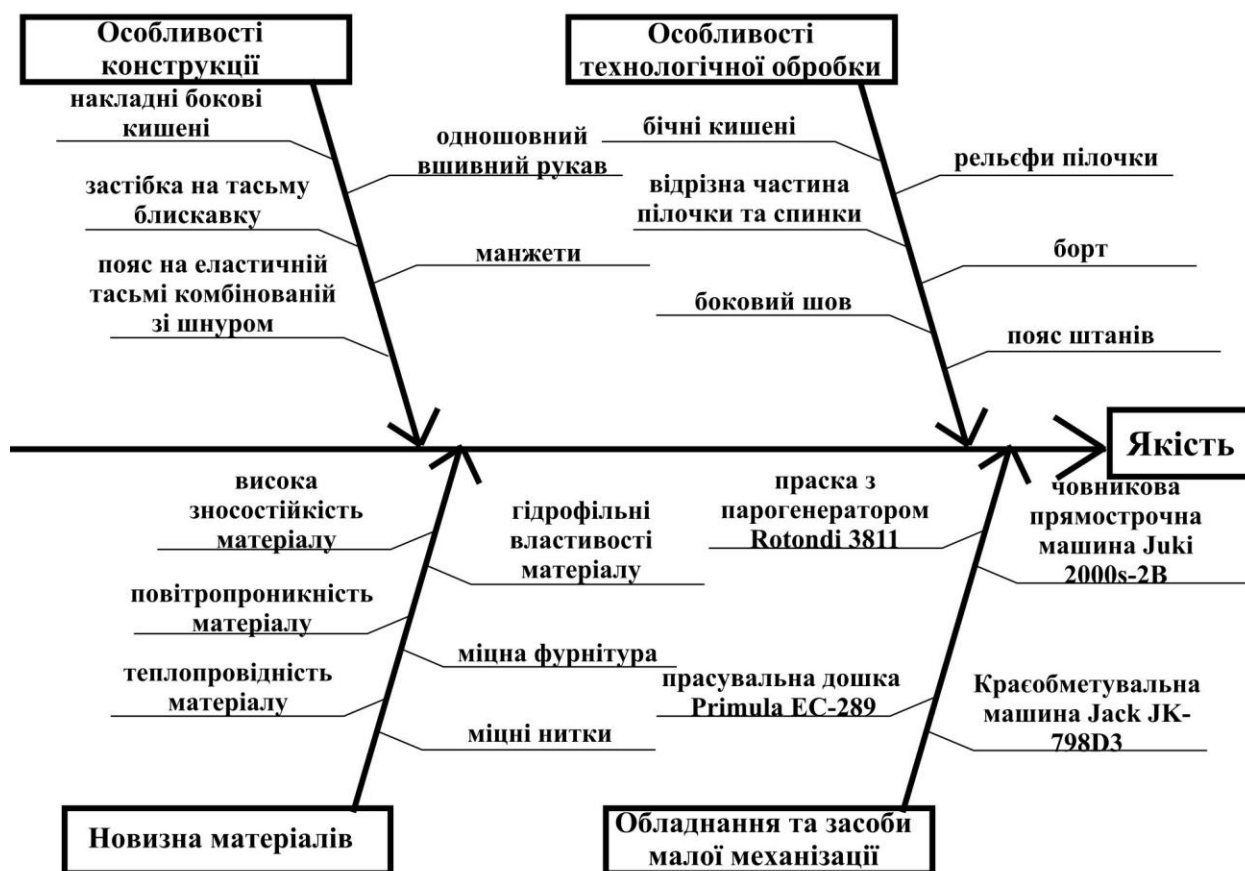 Особливості
конструкції
накладні бокові
кишені
застібка на тасьму
блискавку
пояс на еластичній
тасьмі комбінованій
зі шнуром
одношовний
вшивний рукав
манжети
Особливості
технологічної обробки
бічні кишені
відрізна частина
пілочки та спинки
боковий шов
рельєфи пілочки
борт
пояс штанів
Якість
висока
зносостійкість
матеріалу
повітропроникність
матеріалу
теплопровідність
матеріалу
гідрофільні
властивості
матеріалу
міцна фурнітура
міцні нитки
Новизна матеріалів
праска з
парогенератором
Rotondi 3811
прасувальна дошка
Primula EC-289
човникова
прямострочна
машина Juki
2000s-2B
Краєобметувальна
машина Jack JK-
798D3
Обладнання та засоби
малої механізації